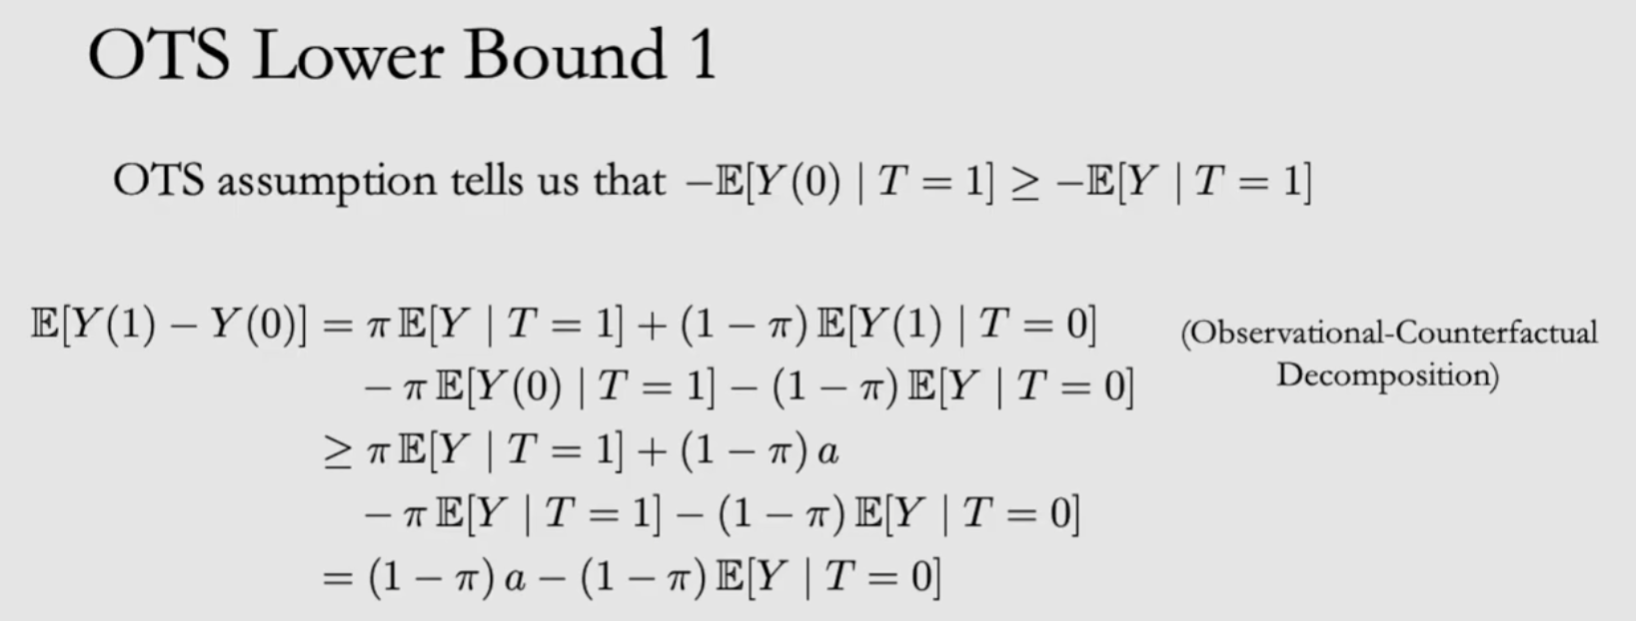 OTS Lower Bound 1
OTS assumption tells us that −𝔼[Y(0) | T = 1] ≥ −𝔼[Y | T = 1]
𝔼[Y(1) − Y(0)] = π 𝔼[Y | T = 1] + (1 − π) 𝔼[Y(1) | T = 0] (Observational-Counterfactual
− π 𝔼[Y(0) | T = 1] − (1 − π) 𝔼[Y | T = 0] Decomposition)
≥ π 𝔼[Y | T = 1] + (1 − π) a
− π 𝔼[Y | T = 1] − (1 − π) 𝔼[Y | T = 0]
= (1 − π) a − (1 − π) 𝔼[Y | T = 0]